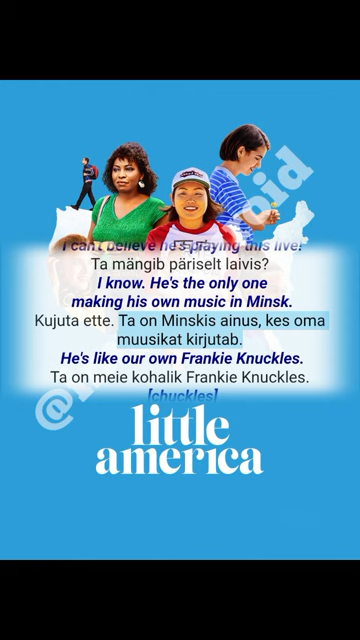 I can't believe he's playing this live!
Ta mängib päriselt laivis?
I know. He's the only one
making his own music in Minsk.
Kujuta ette. Ta on Minskis ainus, kes oma
muusikat kirjutab.
He's like our own Frankie Knuckles.
Ta on meie kohalik Frankie Knuckles.
[chuckles]
little
america